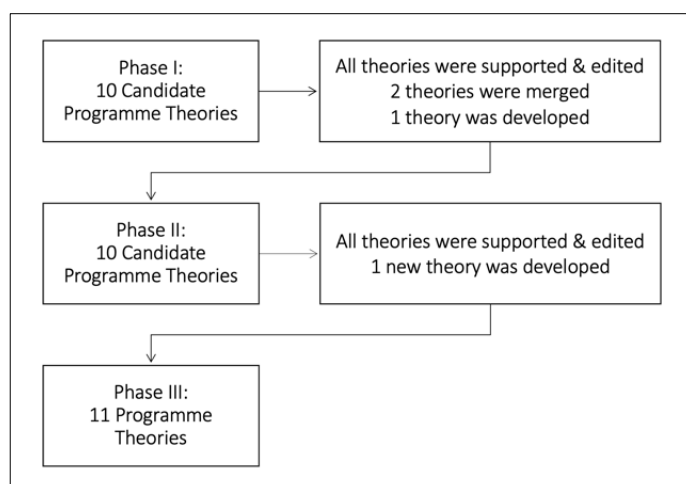 Phase I:
10 Candidate
Programme Theories
All theories were supported & edited
2 theories were merged
1 theory was developed
Phase II:
10 Candidate
Programme Theories
All theories were supported & edited
1 new theory was developed
Phase III:
11 Programme
Theories